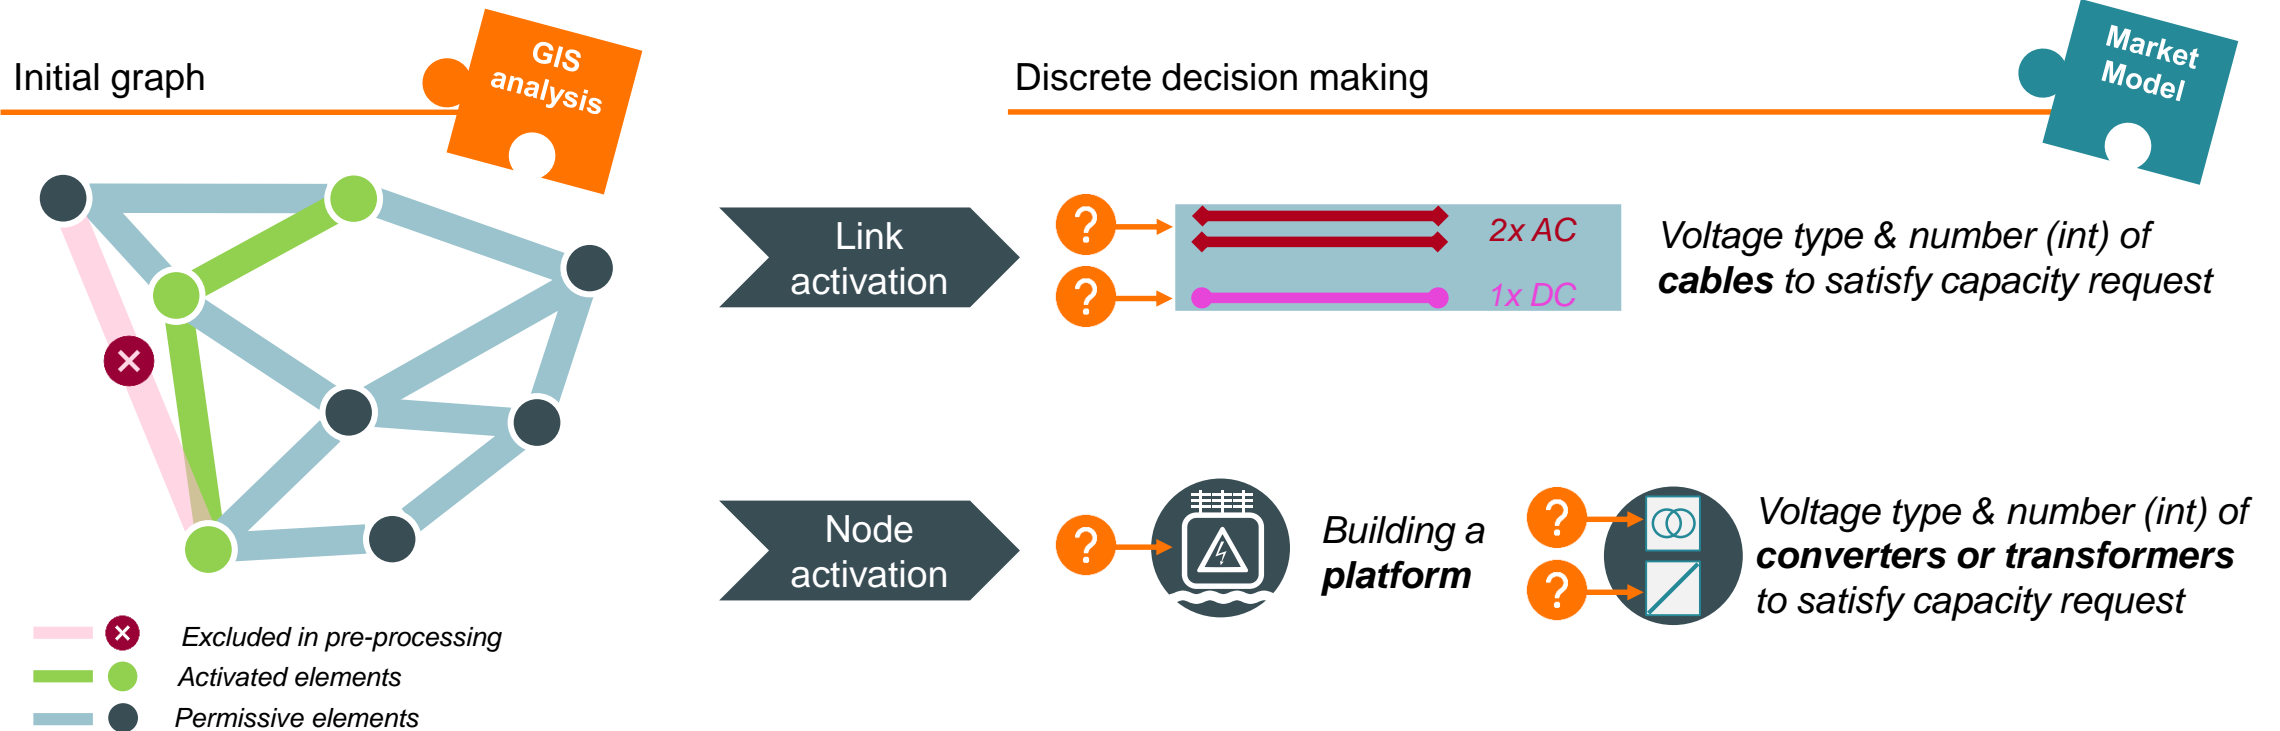 Initial graph
GIS
analysis
Excluded in pre-processing
Activated elements
Permissive elements
Discrete decision making
Market
Model
Link
activation
?
?
2x AC
1x DC
Voltage type & number (int) of
cables to satisfy capacity request
Node
activation
?
Building a
platform
?
?
Voltage type & number (int) of
converters or transformers
to satisfy capacity request